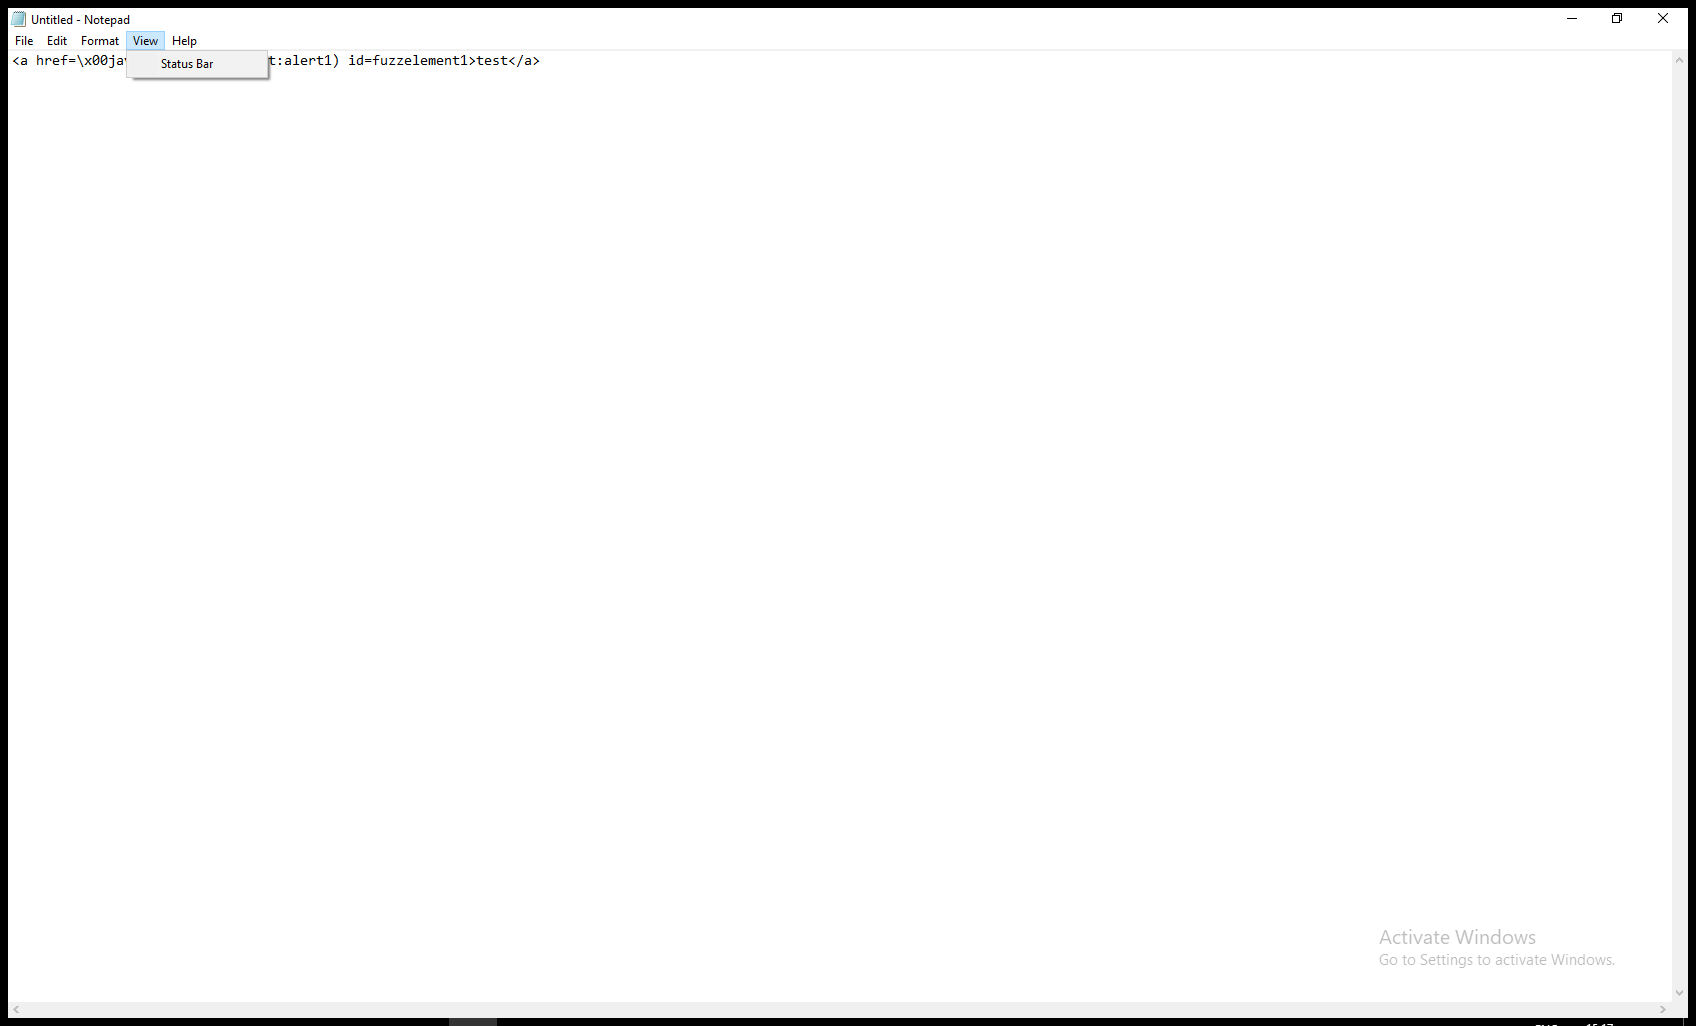 Untitled - Notepad
File Edit Format View Help
<a href=\x00ja t:alert1) id=fuzzelement1>test</a>
Status Bar
Activate Windows
Go to Settings to activate Windows.